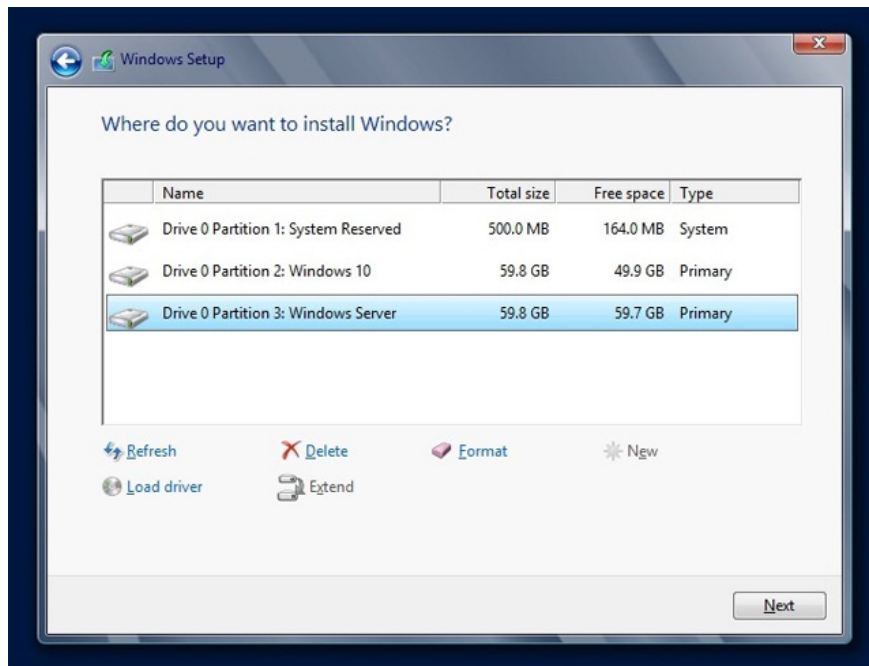 Windows Setup
x
Where do you want to install Windows?
Name Total size Free space Type
Drive 0 Partition 1: System Reserved 500.0 MB 164.0 MB System
Drive 0 Partition 2: Windows 10 59.8 GB 49.9 GB Primary
Drive 0 Partition 3: Windows Server 59.8 GB 59.7 GB Primary
Refresh Delete Format New
Load driver Extend
Next